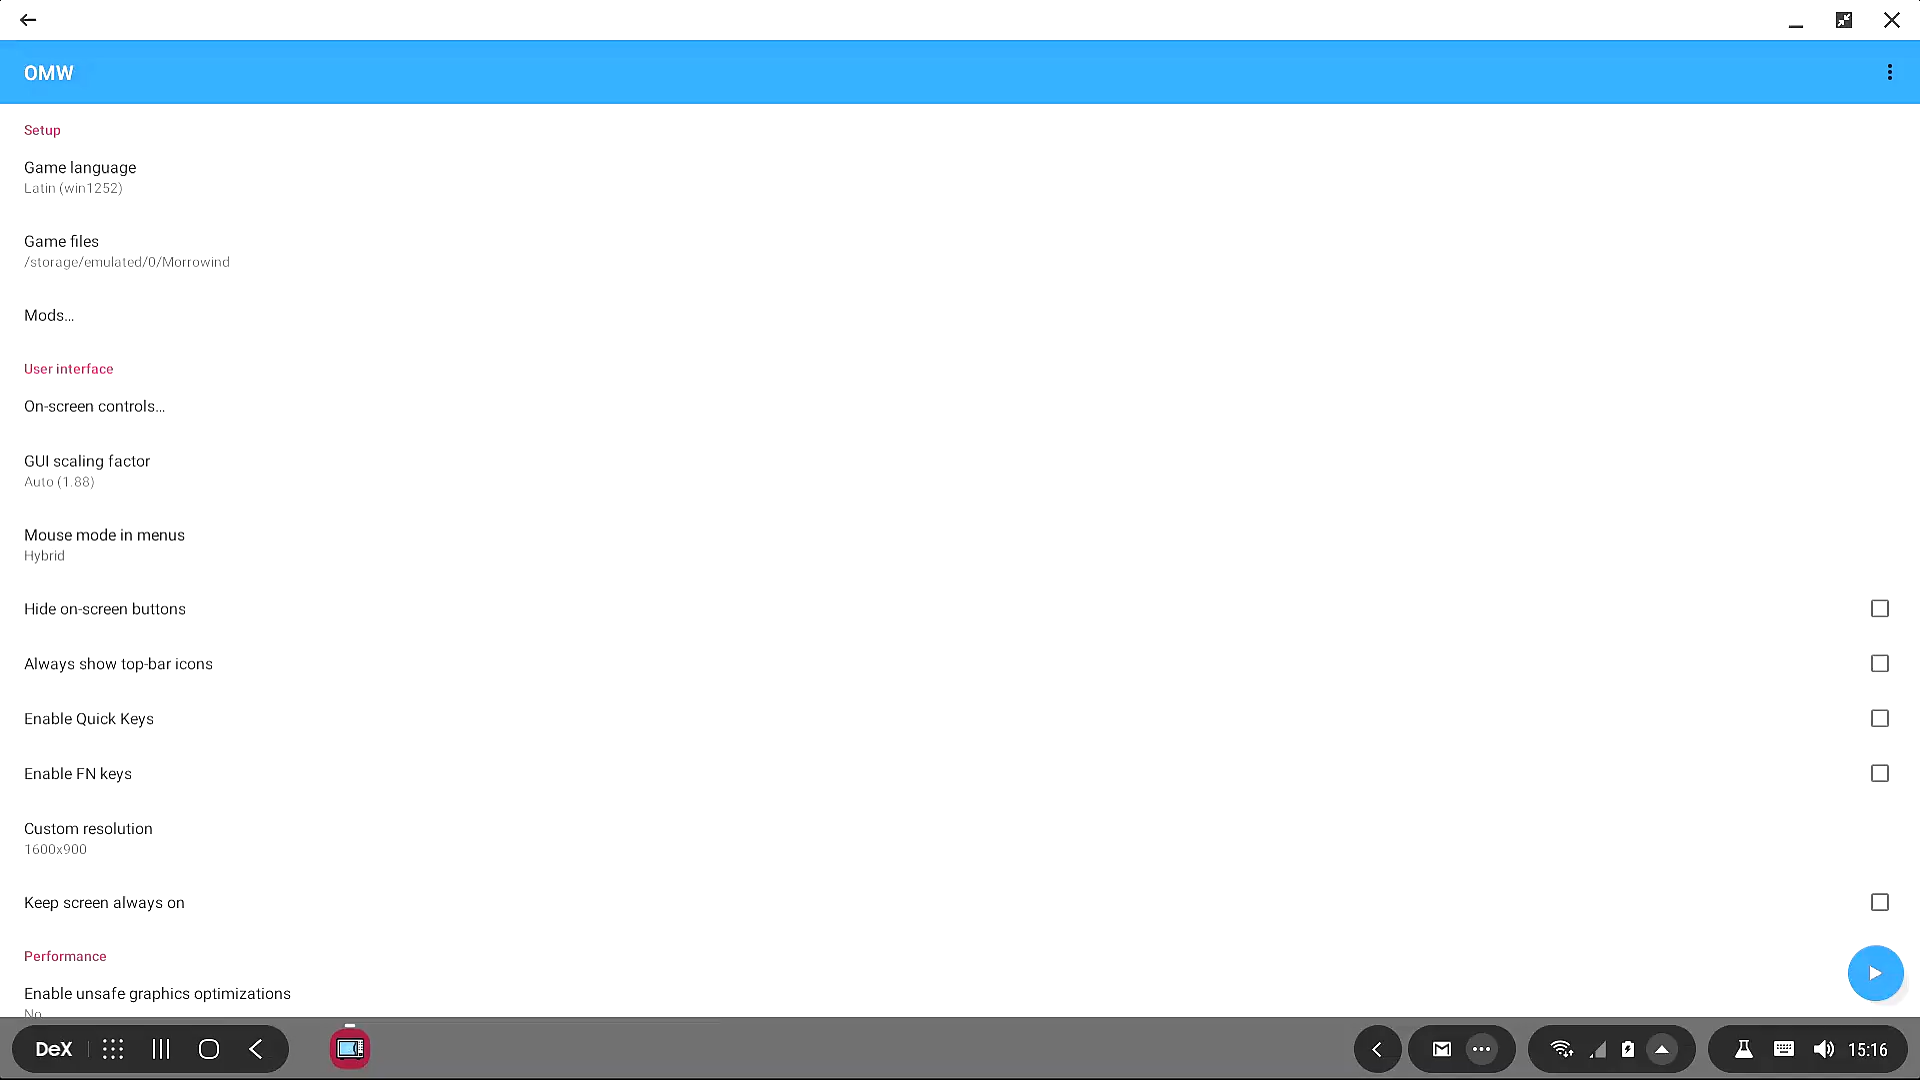 OMW
Setup
Game language
Latin (win1252)
Game files
/storage/emulated/0/Morrowind
Mods…
User interface
On-screen controls…
GUI scaling factor
Auto (1.88)
Mouse mode in menus
Hybrid
Hide on-screen buttons
Always show top-bar icons
Enable Quick Keys
Enable FN keys
Custom resolution
1600x900
Keep screen always on
Performance
Enable unsafe graphics optimizations
No
DeX
15:16